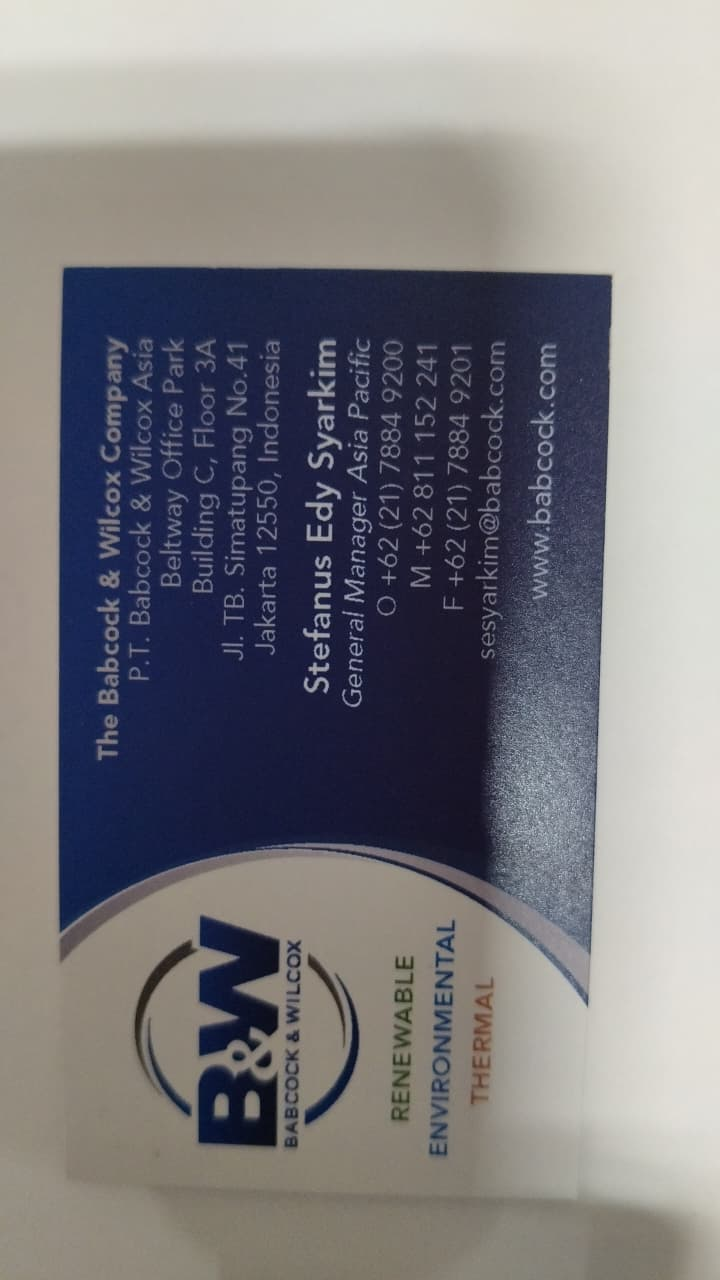 B&W
BABCOCK & WILCOX
RENEWABLE
ENVIRONMENTAL
THERMAL
The Babcock & Wilcox Company
P.T. Babcock & Wilcox Asia
Beltway Office Park
Building C, Floor 3A
Jl. TB. Simatupang No.41
Jakarta 12550, Indonesia
Stefanus Edy Syarkim
General Manager Asia Pacific
O +62 (21) 7884 9200
M +62 811 152 241
F +62 (21) 7884 9201
sesyarkim@babcock.com
www.babcock.com